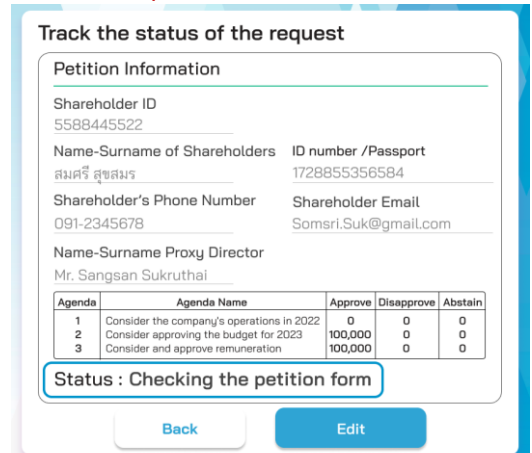 Track the status of the request
Petition Information
Shareholder ID
5588445522
Name-Surname of Shareholders ID number /Passport
สมศรี สุขสมร 1728855356584
Shareholder's Phone Number Shareholder Email
091-2345678 Somsri.Suk@gmail.com
Name-Surname Proxy Director
Mr. Sangsan Sukruthai
Agenda Agenda Name Approve Disapprove Abstain
1 Consider the company's operations in 2022 0 0 0
2 Consider approving the budget for 2023 100,000 0 0
3 Consider and approve remuneration 100,000 0 0
Status : Checking the petition form
Back Edit